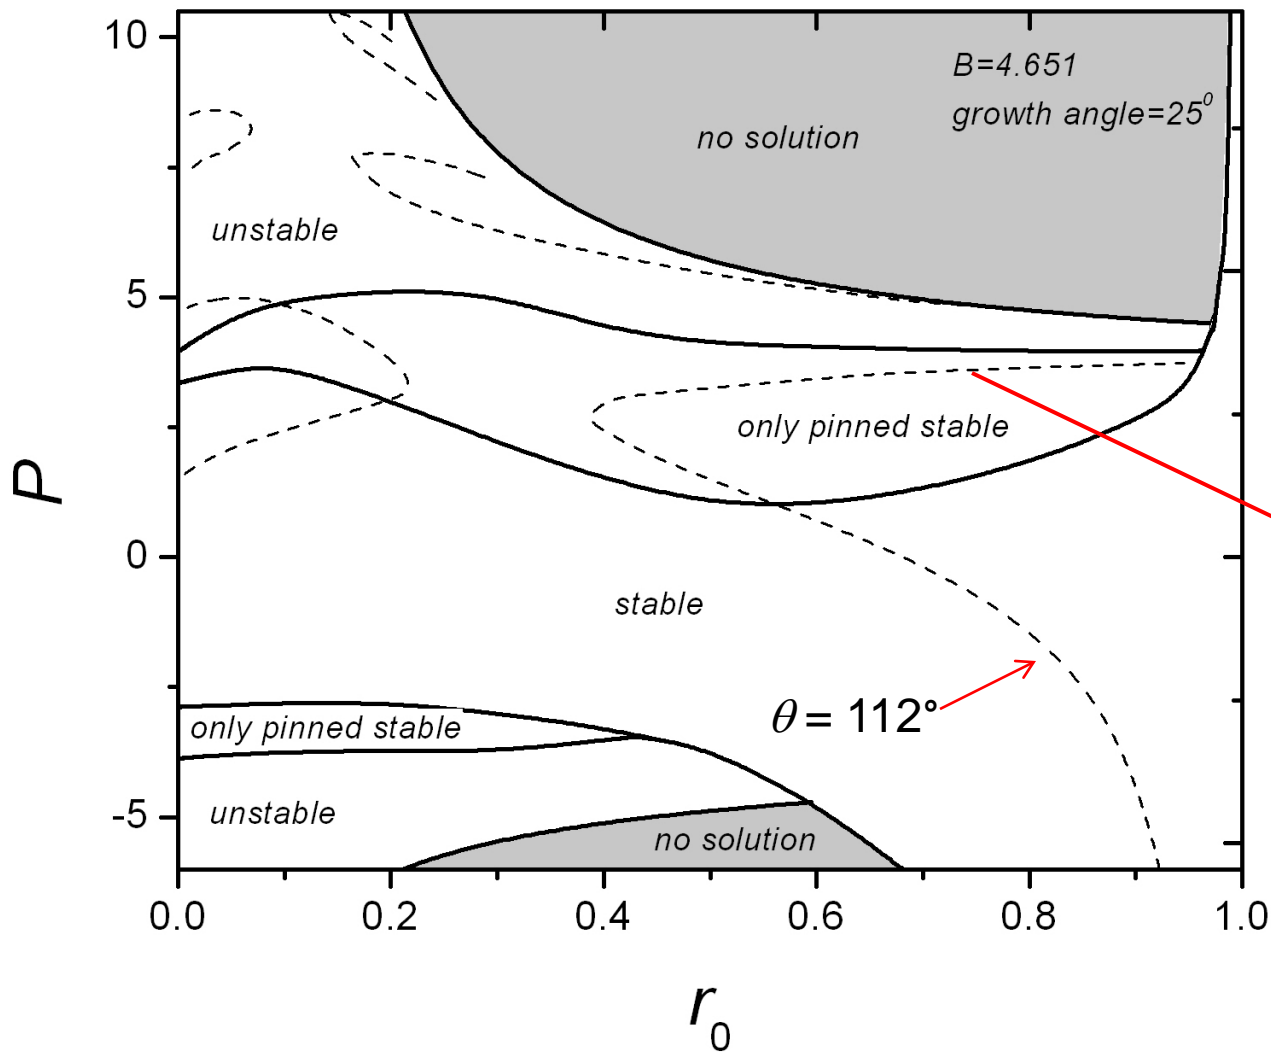 10
B=4.651
growth angle=25⁰
no solution
unstable
5
only pinned stable
P
0
stable
θ = 112°
only pinned stable
unstable
-5
no solution
0.0 0.2 0.4 0.6 0.8 1.0
r₀